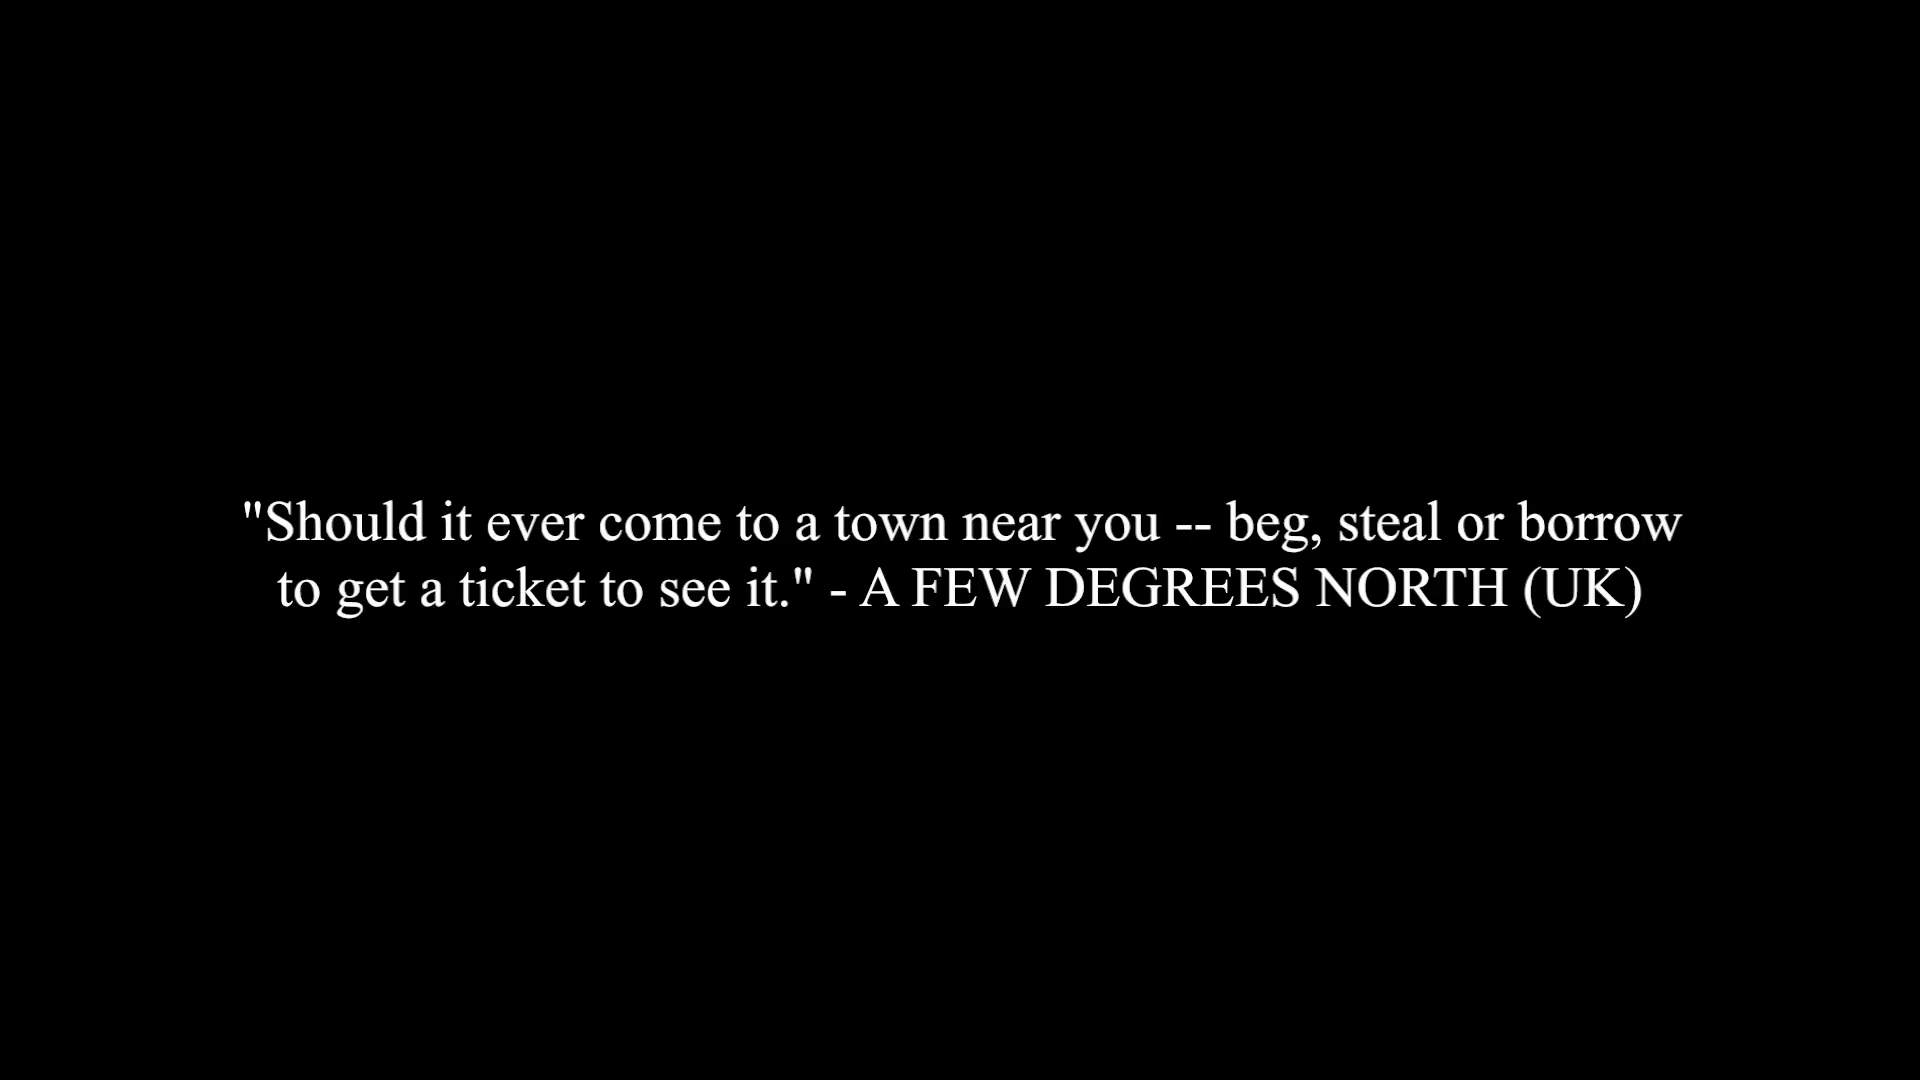 "Should it ever come to a town near you -- beg, steal or borrow
to get a ticket to see it." - A FEW DEGREES NORTH (UK)